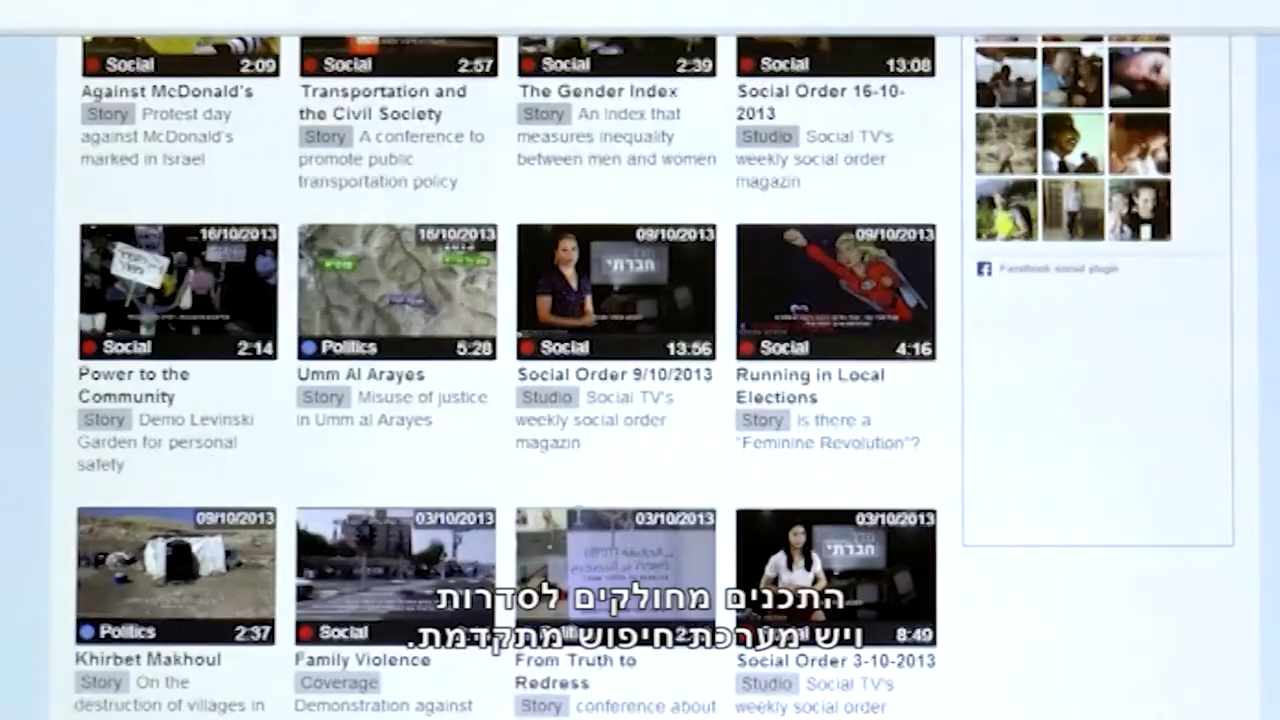 Social 2:09
Social 2:57
Social 2:39
Social 13:08
Against McDonald's
Story Protest day
against McDonald's
marked in Israel
Transportation and
the Civil Society
Story A conference to
promote public
transportation policy
The Gender Index
Story An index that
measures inequality
between men and women
Social Order 16-10-
2013
Studio Social TV's
weekly social order
magazin
16/10/2013
Social 2:14
Power to the
Community
Story Demo Levinski
Garden for personal
safety
16/10/2013
Politics 5:28
Umm Al Arayes
Story Misuse of justice
in Umm al Arayes
09/10/2013
חברתי
Social 13:56
Social Order 9/10/2013
Studio Social TV's
weekly social order
magazin
09/10/2013
Social 4:16
Running in Local
Elections
Story Is there a
"Feminine Revolution"?
Facebook social plugin
09/10/2013
Politics 2:37
Khirbet Makhoul
Story On the
destruction of villages in
03/10/2013
Social
Family Violence
Coverage
Demonstration against
03/10/2013
From Truth to
Redress
Story conference about
03/10/2013
חברתי
8:49
Social Order 3-10-2013
Studio Social TV's
weekly social order
התכנים מחולקים לסדרות
ויש מערכת חיפוש מתקדמת.